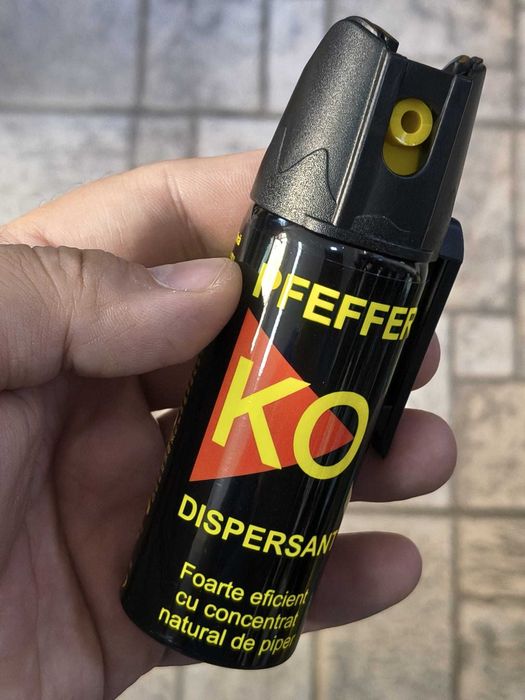 PFEFFER
KO
DISPERSANT
Foarte eficient
cu concentrat
natural de piper